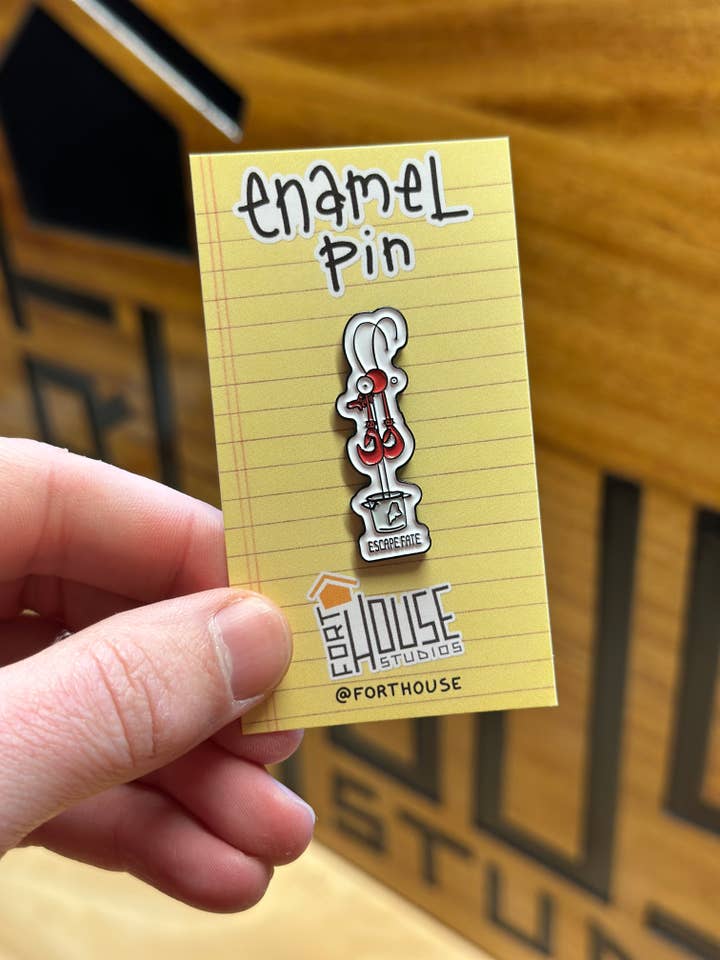 enamel
pin
ESCAPE FATE
FORT
HOUSE
STUDIOS
@FORTHOUSE